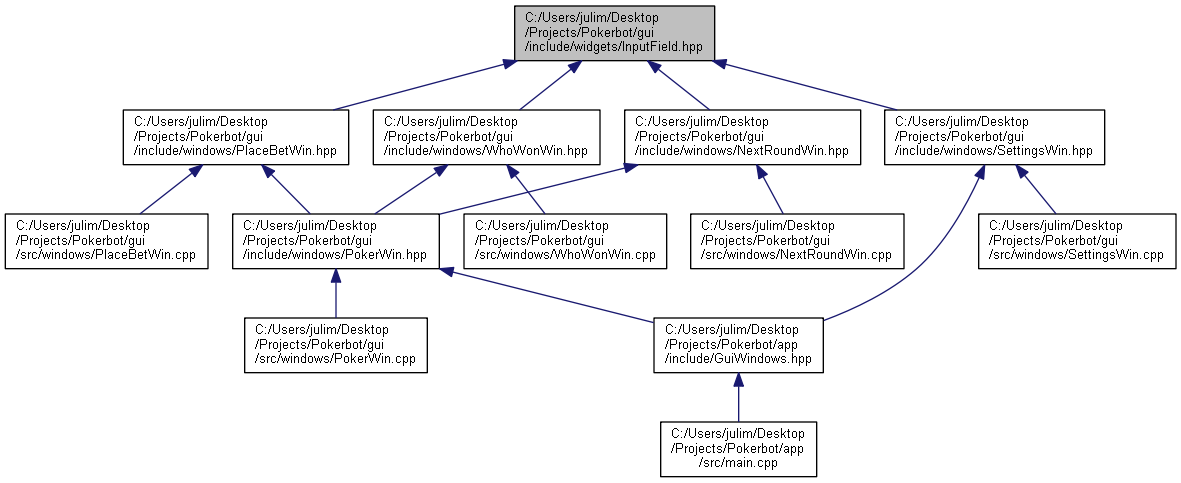 C:/Users/julim/Desktop
/Projects/Pokerbot/gui
/include/widgets/InputField.hpp
C:/Users/julim/Desktop
/Projects/Pokerbot/gui
/include/windows/PlaceBetWin.hpp
C:/Users/julim/Desktop
/Projects/Pokerbot/gui
/include/windows/WhoWonWin.hpp
C:/Users/julim/Desktop
/Projects/Pokerbot/gui
/include/windows/NextRoundWin.hpp
C:/Users/julim/Desktop
/Projects/Pokerbot/gui
/include/windows/SettingsWin.hpp
C:/Users/julim/Desktop
/Projects/Pokerbot/gui
/src/windows/PlaceBetWin.cpp
C:/Users/julim/Desktop
/Projects/Pokerbot/gui
/include/windows/PokerWin.hpp
C:/Users/julim/Desktop
/Projects/Pokerbot/gui
/src/windows/WhoWonWin.cpp
C:/Users/julim/Desktop
/Projects/Pokerbot/gui
/src/windows/NextRoundWin.cpp
C:/Users/julim/Desktop
/Projects/Pokerbot/gui
/src/windows/SettingsWin.cpp
C:/Users/julim/Desktop
/Projects/Pokerbot/gui
/src/windows/PokerWin.cpp
C:/Users/julim/Desktop
/Projects/Pokerbot/app
/include/GuiWindows.hpp
C:/Users/julim/Desktop
/Projects/Pokerbot/app
/src/main.cpp